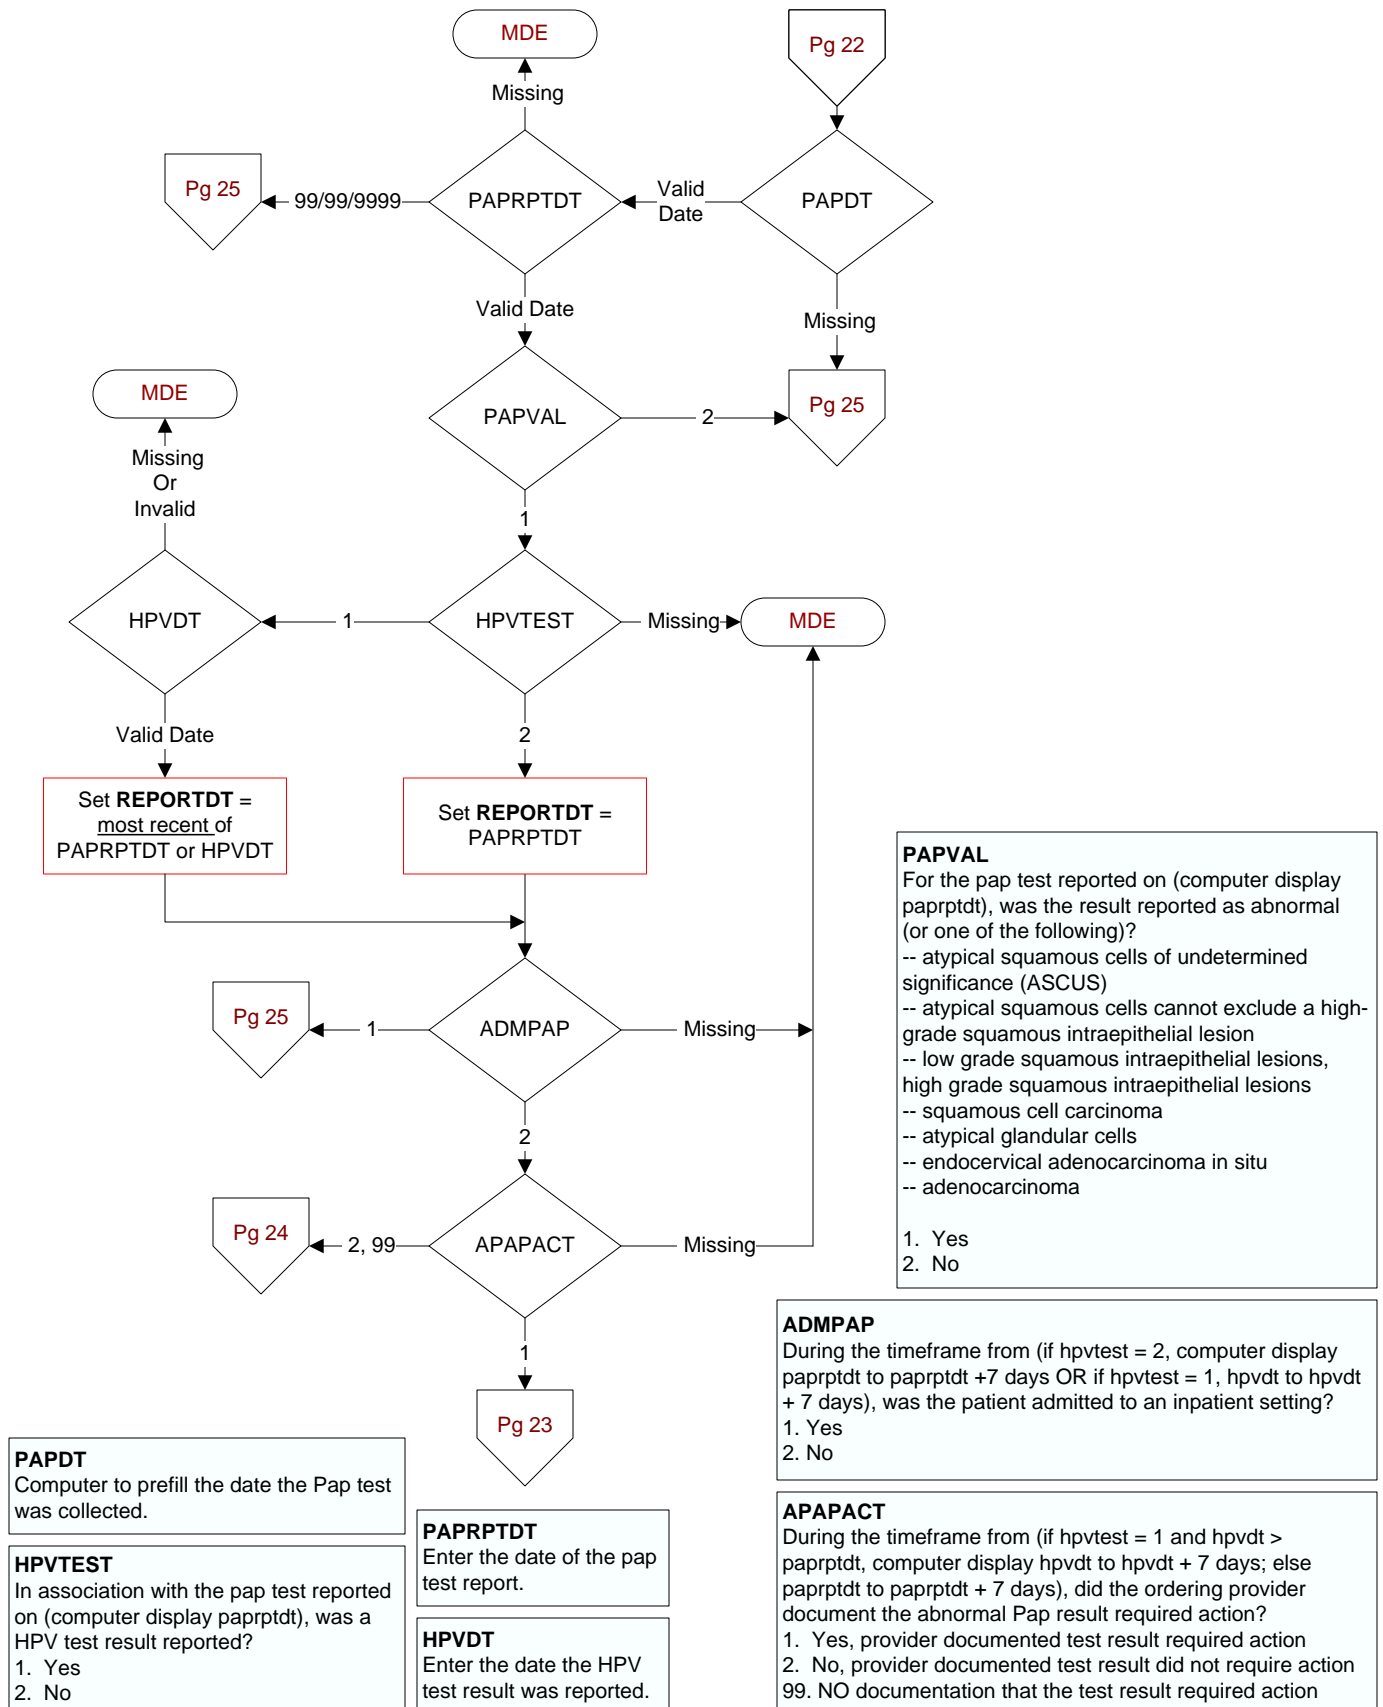 MDE
Pg 22
Missing
Pg 25
99/99/9999
PAPRPTDT
Valid
Date
PAPDT
Valid Date
Missing
MDE
PAPVAL
2
Pg 25
Missing
Or
Invalid
1
HPVDT
1
HPVTEST
Missing
MDE
Valid Date
2
Set REPORTDT =
most recent of
PAPRPTDT or HPVDT
Set REPORTDT =
PAPRPTDT
Pg 25
1
ADMPAP
Missing
2
Pg 24
2, 99
APAPACT
Missing
1
Pg 23
PAPVAL
For the pap test reported on (computer display
paprptdt), was the result reported as abnormal
(or one of the following)?
-- atypical squamous cells of undetermined
significance (ASCUS)
-- atypical squamous cells cannot exclude a high-
grade squamous intraepithelial lesion
-- low grade squamous intraepithelial lesions,
high grade squamous intraepithelial lesions
-- squamous cell carcinoma
-- atypical glandular cells
-- endocervical adenocarcinoma in situ
-- adenocarcinoma
1. Yes
2. No
ADMPAP
During the timeframe from (if hpvtest = 2, computer display
paprptdt to paprptdt +7 days OR if hpvtest = 1, hpvdt to hpvdt
+ 7 days), was the patient admitted to an inpatient setting?
1. Yes
2. No
PAPDT
Computer to prefill the date the Pap test
was collected.
HPVTEST
In association with the pap test reported
on (computer display paprptdt), was a
HPV test result reported?
1. Yes
2. No
PAPRPTDT
Enter the date of the pap
test report.
HPVDT
Enter the date the HPV
test result was reported.
APAPACT
During the timeframe from (if hpvtest = 1 and hpvdt >
paprptdt, computer display hpvdt to hpvdt + 7 days; else
paprptdt to paprptdt + 7 days), did the ordering provider
document the abnormal Pap result required action?
1. Yes, provider documented test result required action
2. No, provider documented test result did not require action
99. NO documentation that the test result required action